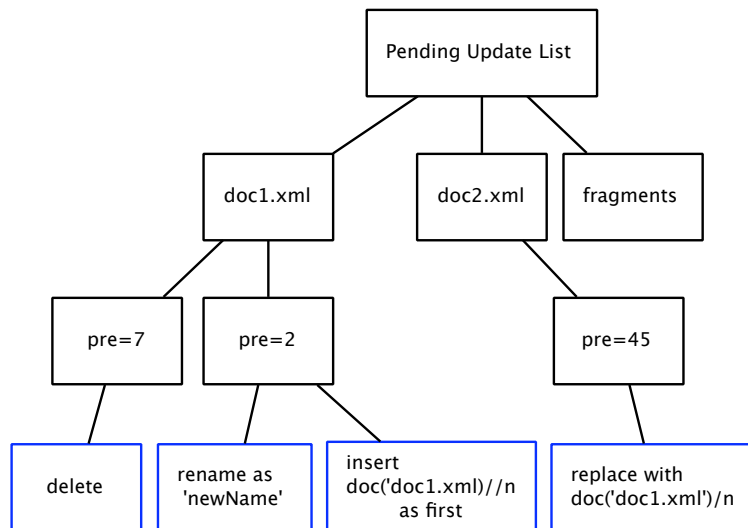 Pending Update List
doc1.xml
doc2.xml
fragments
pre=7
pre=2
pre=45
delete
rename as
'newName'
insert
doc('doc1.xml)//n
as first
replace with
doc('doc1.xml')/n